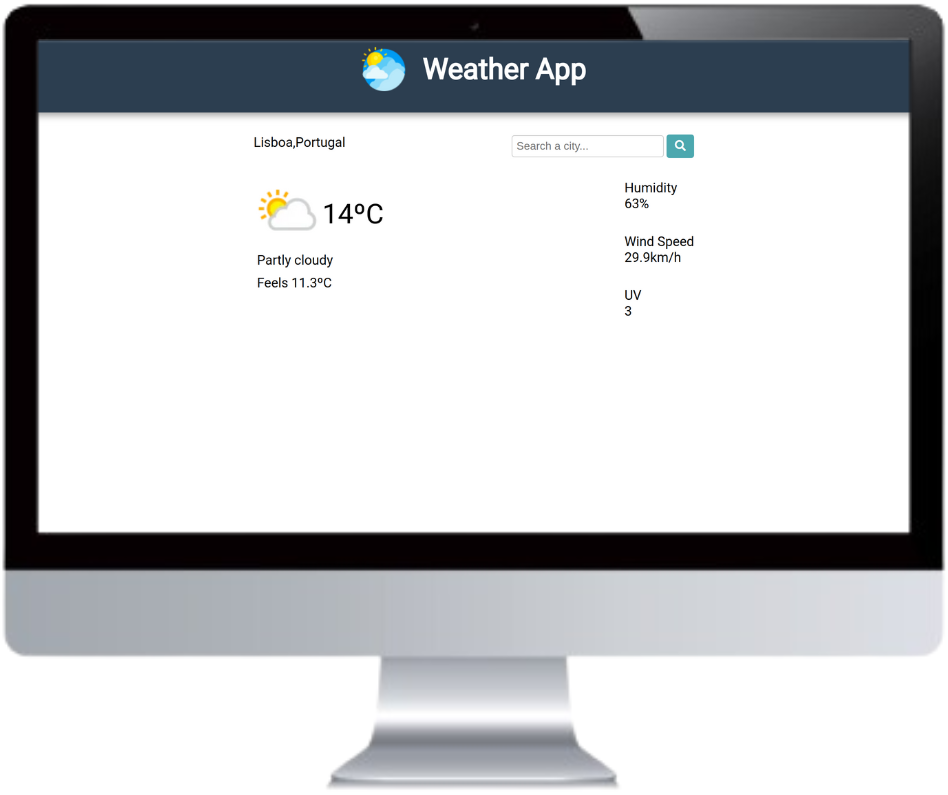 Weather App
Lisboa,Portugal
Search a city...
14ºC
Partly cloudy
Feels 11.3ºC
Humidity
63%
Wind Speed
29.9km/h
UV
3